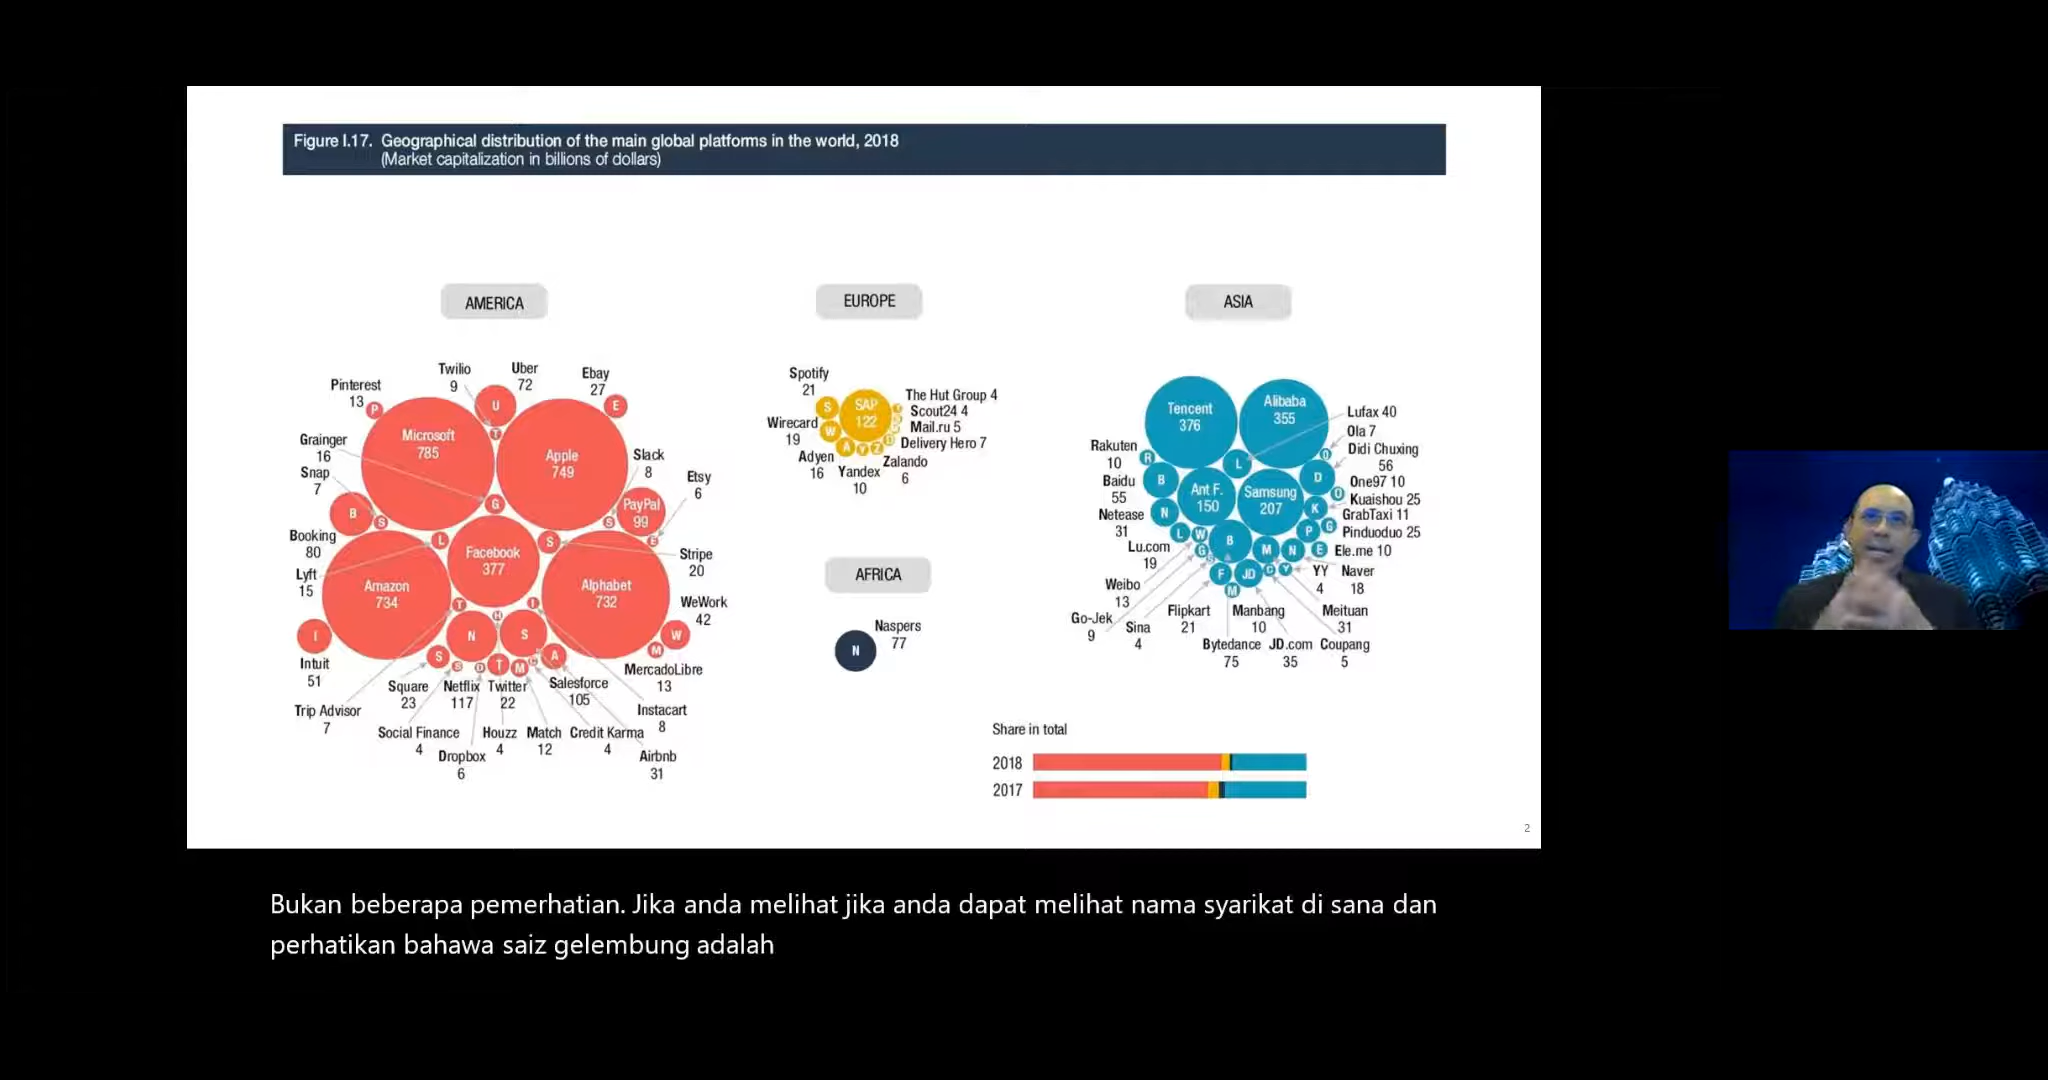 Figure I.17. Geographical distribution of the main global platforms in the world, 2018
(Market capitalization in billions of dollars)
AMERICA
Twilio
9
Uber
72
Ebay
27
E
Pinterest
13
P
U
T
Microsoft
785
Apple
749
Grainger
16
Snap
7
G
Slack
8
Etsy
6
PayPal
99
B
S
S
E
Booking
80
L
Facebook
377
S
Stripe
20
Lyft
15
Amazon
734
Alphabet
732
WeWork
42
T
H
I
I
N
S
W
M
Intuit
51
S
S
D
T
M
C
A
MercadoLibre
13
Square
23
Netflix
117
Twitter
22
Salesforce
105
Trip Advisor
7
Instacart
8
Social Finance
4
Houzz
4
Match
12
Credit Karma
4
Dropbox
6
Airbnb
31
EUROPE
Spotify
21
S
SAP
122
The Hut Group 4
Scout24 4
Mail.ru 5
Delivery Hero 7
Wirecard
19
W
A
Y
Z
D
Adyen
16
Yandex
10
Zalando
6
AFRICA
N
Naspers
77
ASIA
Tencent
376
Alibaba
355
Lufax 40
Ola 7
Didi Chuxing
56
One97 10
Kuaishou 25
GrabTaxi 11
Pinduoduo 25
Ele.me 10
Rakuten
10
R
L
O
Baidu
55
B
Ant F.
150
Samsung
207
D
O
Netease
31
N
K
L
W
B
P
G
Lu.com
19
G
S
M
N
E
Weibo
13
F
JD
C
Y
YY
4
Naver
18
M
Go-Jek
9
Sina
4
Flipkart
21
Manbang
10
Meituan
31
Bytedance
75
JD.com
35
Coupang
5
Share in total
2018
2017
2
Bukan beberapa pemerhatian. Jika anda melihat jika anda dapat melihat nama syarikat di sana dan
perhatikan bahawa saiz gelembung adalah